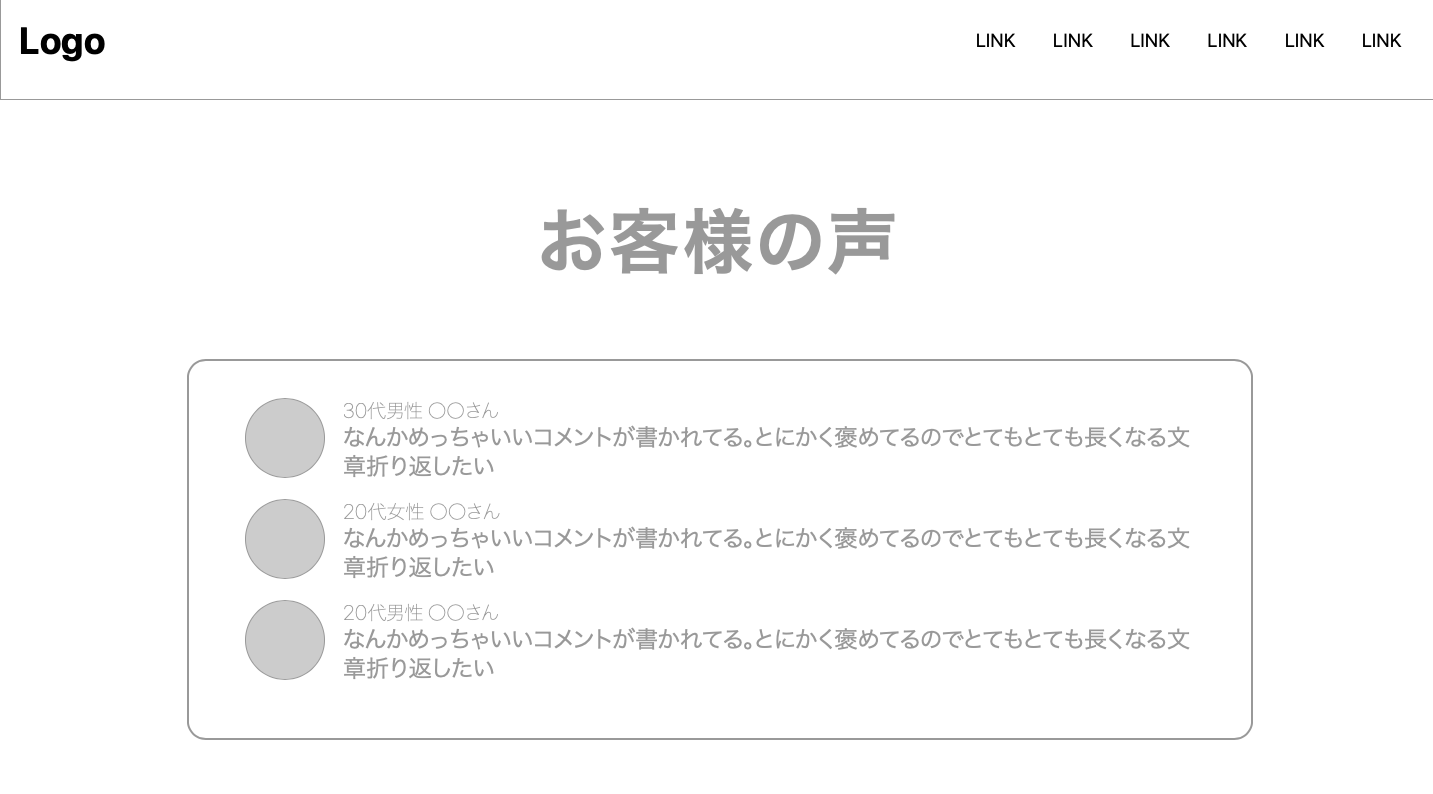 Logo
LINK LINK LINK LINK LINK LINK
お客様の声
30代男性 〇〇さん
なんかめっちゃいいコメントが書かれてる。とにかく褒めてるのでとてもとても長くなる文
章折り返したい
20代女性 〇〇さん
なんかめっちゃいいコメントが書かれてる。とにかく褒めてるのでとてもとても長くなる文
章折り返したい
20代男性 〇〇さん
なんかめっちゃいいコメントが書かれてる。とにかく褒めてるのでとてもとても長くなる文
章折り返したい